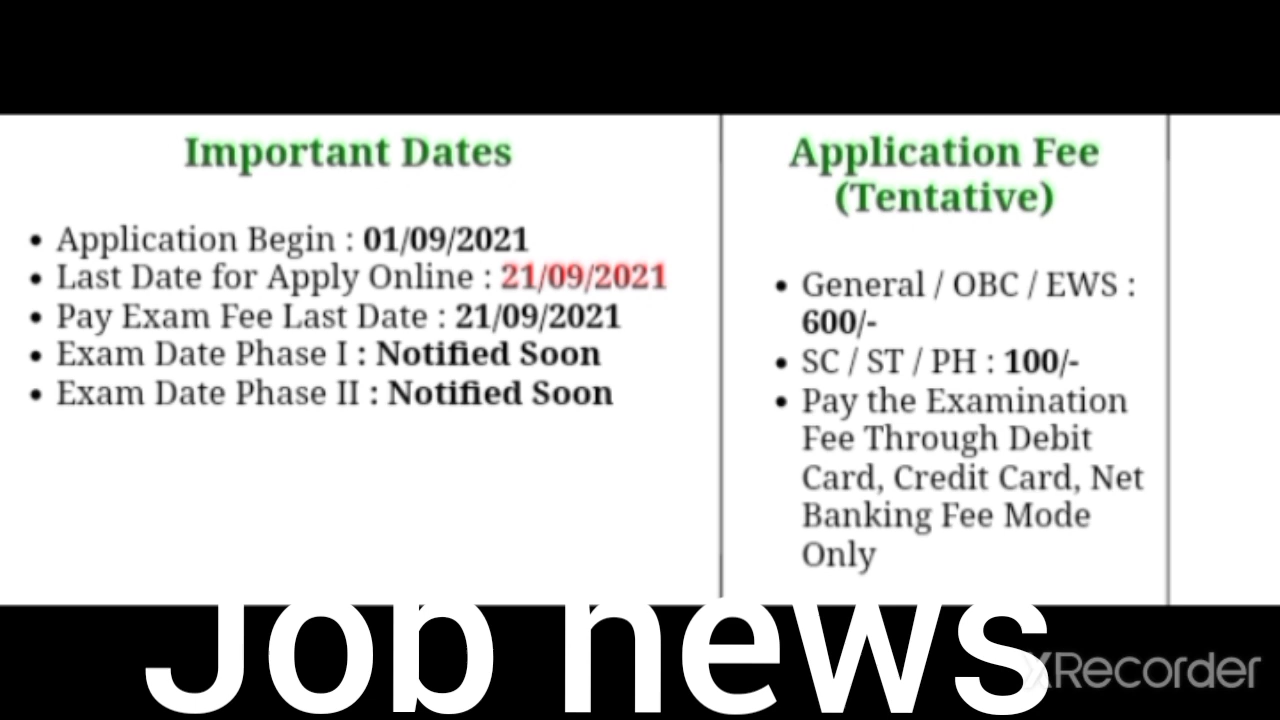 Important Dates
• Application Begin : 01/09/2021
• Last Date for Apply Online : 21/09/2021
• Pay Exam Fee Last Date : 21/09/2021
• Exam Date Phase I : Notified Soon
• Exam Date Phase II : Notified Soon
Application Fee
(Tentative)
• General / OBC / EWS :
600/-
• SC / ST / PH : 100/-
• Pay the Examination
Fee Through Debit
Card, Credit Card, Net
Banking Fee Mode
Only
Job news
XRecorder